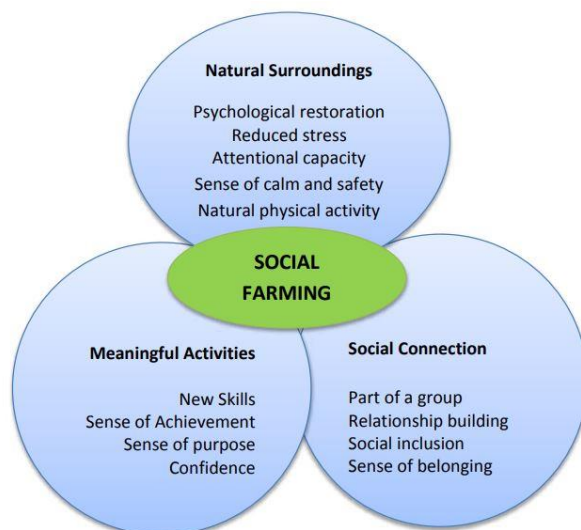 Natural Surroundings
Psychological restoration
Reduced stress
Attentional capacity
Sense of calm and safety
Natural physical activity
SOCIAL
FARMING
Meaningful Activities
New Skills
Sense of Achievement
Sense of purpose
Confidence
Social Connection
Part of a group
Relationship building
Social inclusion
Sense of belonging